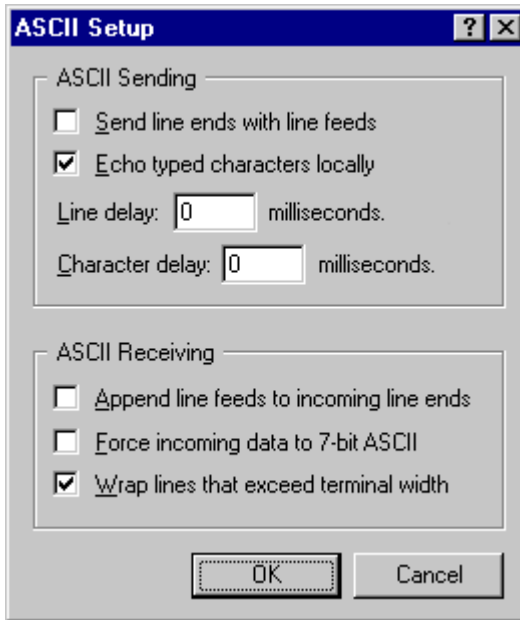 ASCII Setup
ASCII Sending
Send line ends with line feeds
Echo typed characters locally
Line delay: 0 milliseconds.
Character delay: 0 milliseconds.
ASCII Receiving
Append line feeds to incoming line ends
Force incoming data to 7-bit ASCII
Wrap lines that exceed terminal width
OK Cancel